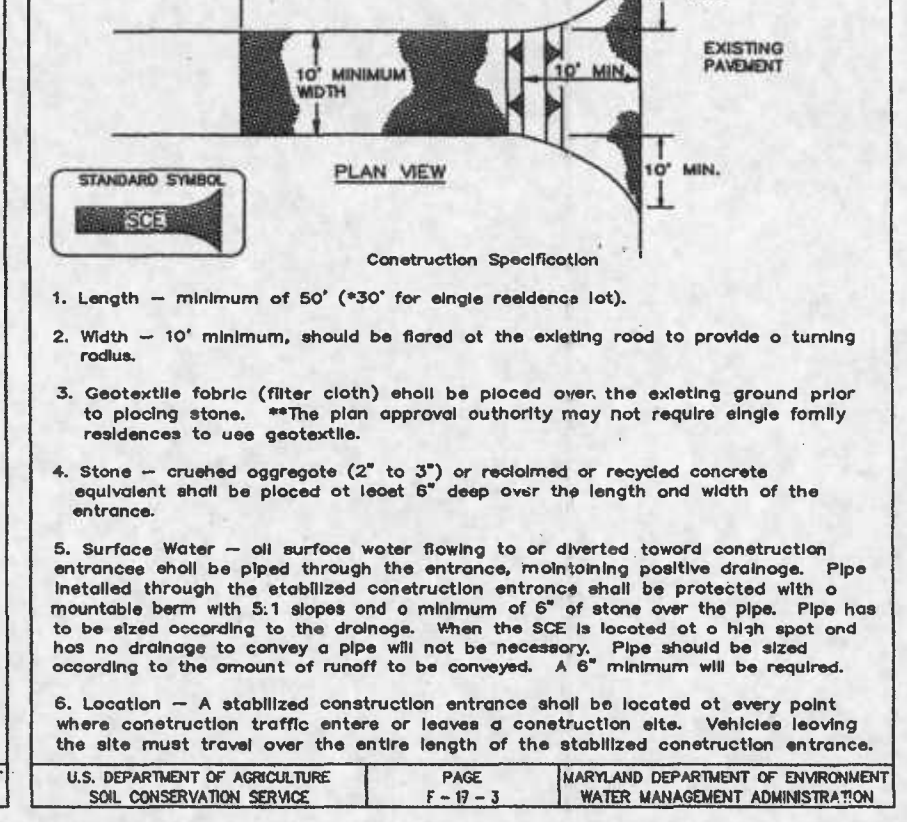 EXISTING
PAVEMENT
10' MINIMUM
WIDTH
10' MIN.
10' MIN.
PLAN VIEW
STANDARD SYMBOL
SCE
Construction Specification
1. Length – minimum of 50' (*30' for single residence lot).
2. Width – 10' minimum, should be flared at the existing road to provide a turning
radius.
3. Geotextile fabric (filter cloth) shall be placed over the existing ground prior
to placing stone. **The plan approval authority may not require single family
residences to use geotextile.
4. Stone – crushed aggregate (2" to 3") or reclaimed or recycled concrete
equivalent shall be placed at least 6" deep over the length and width of the
entrance.
5. Surface Water – all surface water flowing to or diverted toward construction
entrances shall be piped through the entrance, maintaining positive drainage. Pipe
installed through the stabilized construction entrance shall be protected with a
mountable berm with 5:1 slopes and a minimum of 6" of stone over the pipe. Pipe has
to be sized according to the drainage. When the SCE is located at a high spot and
has no drainage to convey a pipe will not be necessary. Pipe should be sized
according to the amount of runoff to be conveyed. A 6" minimum will be required.
6. Location – A stabilized construction entrance shall be located at every point
where construction traffic enters or leaves a construction site. Vehicles leaving
the site must travel over the entire length of the stabilized construction entrance.
U.S. DEPARTMENT OF AGRICULTURE
SOIL CONSERVATION SERVICE
PAGE
F – 17 – 3
MARYLAND DEPARTMENT OF ENVIRONMENT
WATER MANAGEMENT ADMINISTRATION